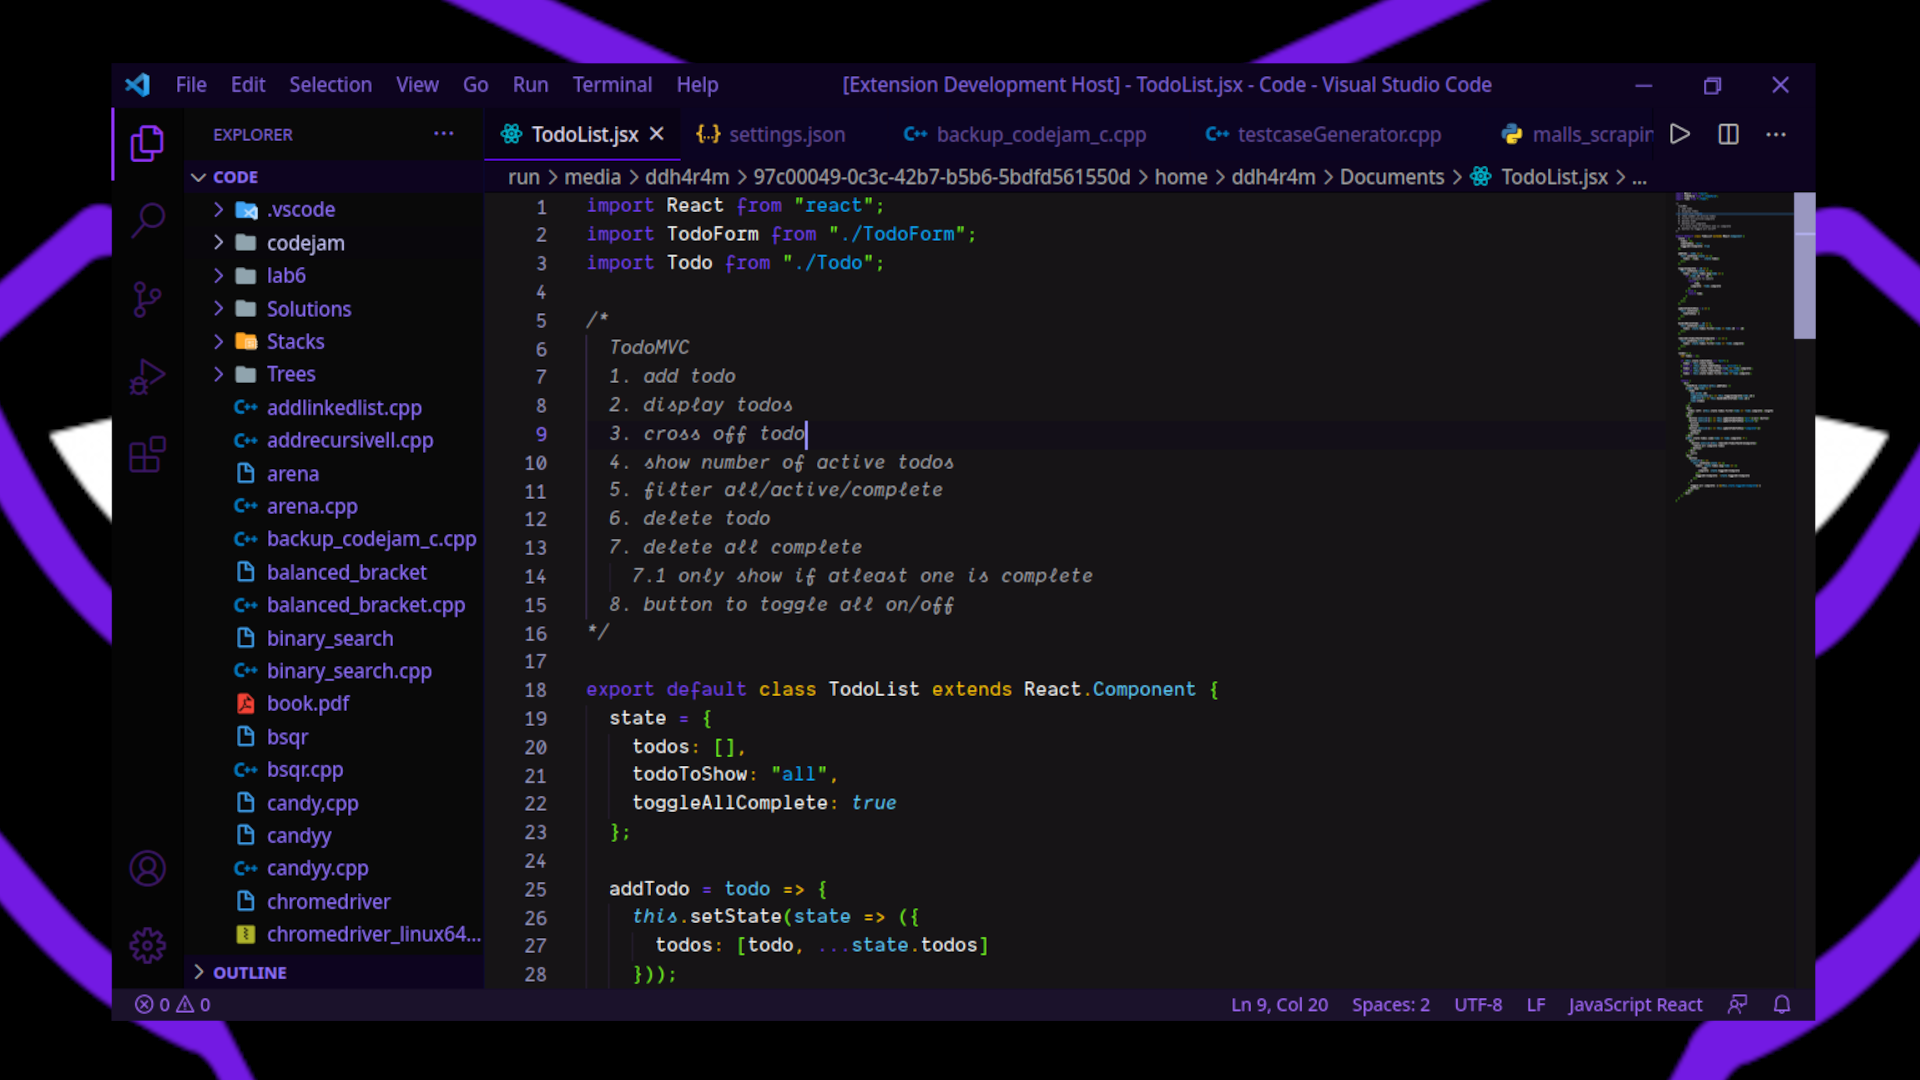 File Edit Selection View Go Run Terminal Help [Extension Development Host] - TodoList.jsx - Code - Visual Studio Code
EXPLORER
TodoList.jsx settings.json backup_codejam_c.cpp testcaseGenerator.cpp malls_scrapin
CODE
run > media > ddh4r4m > 97c00049-0c3c-42b7-b5b6-5bdfd561550d > home > ddh4r4m > Documents > TodoList.jsx > ...
.vscode
codejam
lab6
Solutions
Stacks
Trees
addlinkedlist.cpp
addrecursivell.cpp
arena
arena.cpp
backup_codejam_c.cpp
balanced_bracket
balanced_bracket.cpp
binary_search
binary_search.cpp
book.pdf
bsqr
bsqr.cpp
candy,cpp
candyy
candyy.cpp
chromedriver
chromedriver_linux64...
OUTLINE
1 import React from "react";
2 import TodoForm from "./TodoForm";
3 import Todo from "./Todo";
4
5 /*
6 TodoMVC
7 1. add todo
8 2. display todos
9 3. cross off todo
10 4. show number of active todos
11 5. filter all/active/complete
12 6. delete todo
13 7. delete all complete
14 7.1 only show if atleast one is complete
15 8. button to toggle all on/off
16 */
17
18 export default class TodoList extends React.Component {
19 state = {
20 todos: [],
21 todoToShow: "all",
22 toggleAllComplete: true
23 };
24
25 addTodo = todo => {
26 this.setState(state => ({
27 todos: [todo, ...state.todos]
28 }));
0 0 Ln 9, Col 20 Spaces: 2 UTF-8 LF JavaScript React